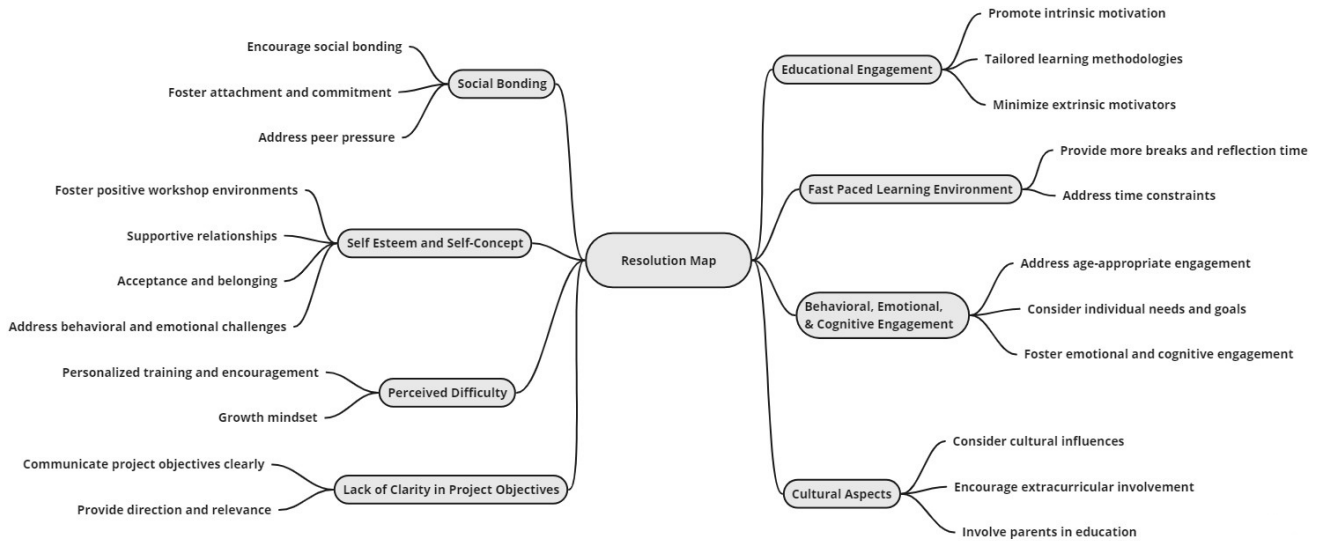 Resolution Map
Social Bonding
Encourage social bonding
Foster attachment and commitment
Address peer pressure
Self Esteem and Self-Concept
Foster positive workshop environments
Supportive relationships
Acceptance and belonging
Address behavioral and emotional challenges
Perceived Difficulty
Personalized training and encouragement
Growth mindset
Lack of Clarity in Project Objectives
Communicate project objectives clearly
Provide direction and relevance
Educational Engagement
Promote intrinsic motivation
Tailored learning methodologies
Minimize extrinsic motivators
Fast Paced Learning Environment
Provide more breaks and reflection time
Address time constraints
Behavioral, Emotional,
& Cognitive Engagement
Address age-appropriate engagement
Consider individual needs and goals
Foster emotional and cognitive engagement
Cultural Aspects
Consider cultural influences
Encourage extracurricular involvement
Involve parents in education